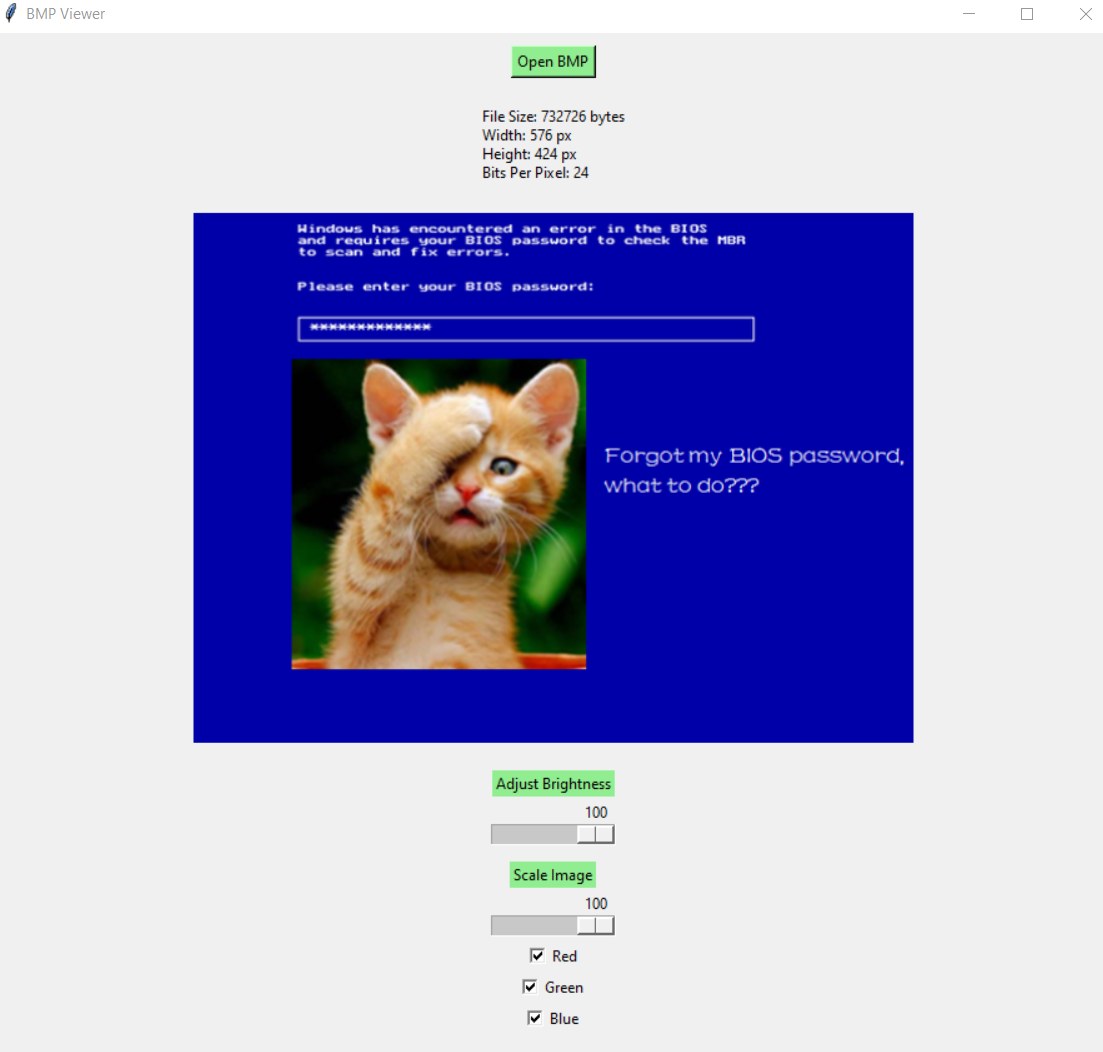 BMP Viewer
Open BMP
File Size: 732726 bytes
Width: 576 px
Height: 424 px
Bits Per Pixel: 24
Windows has encountered an error in the BIOS
and requires your BIOS password to check the MBR
to scan and fix errors.
Please enter your BIOS password:
*************
Forgot my BIOS password,
what to do???
Adjust Brightness
100
Scale Image
100
Red
Green
Blue